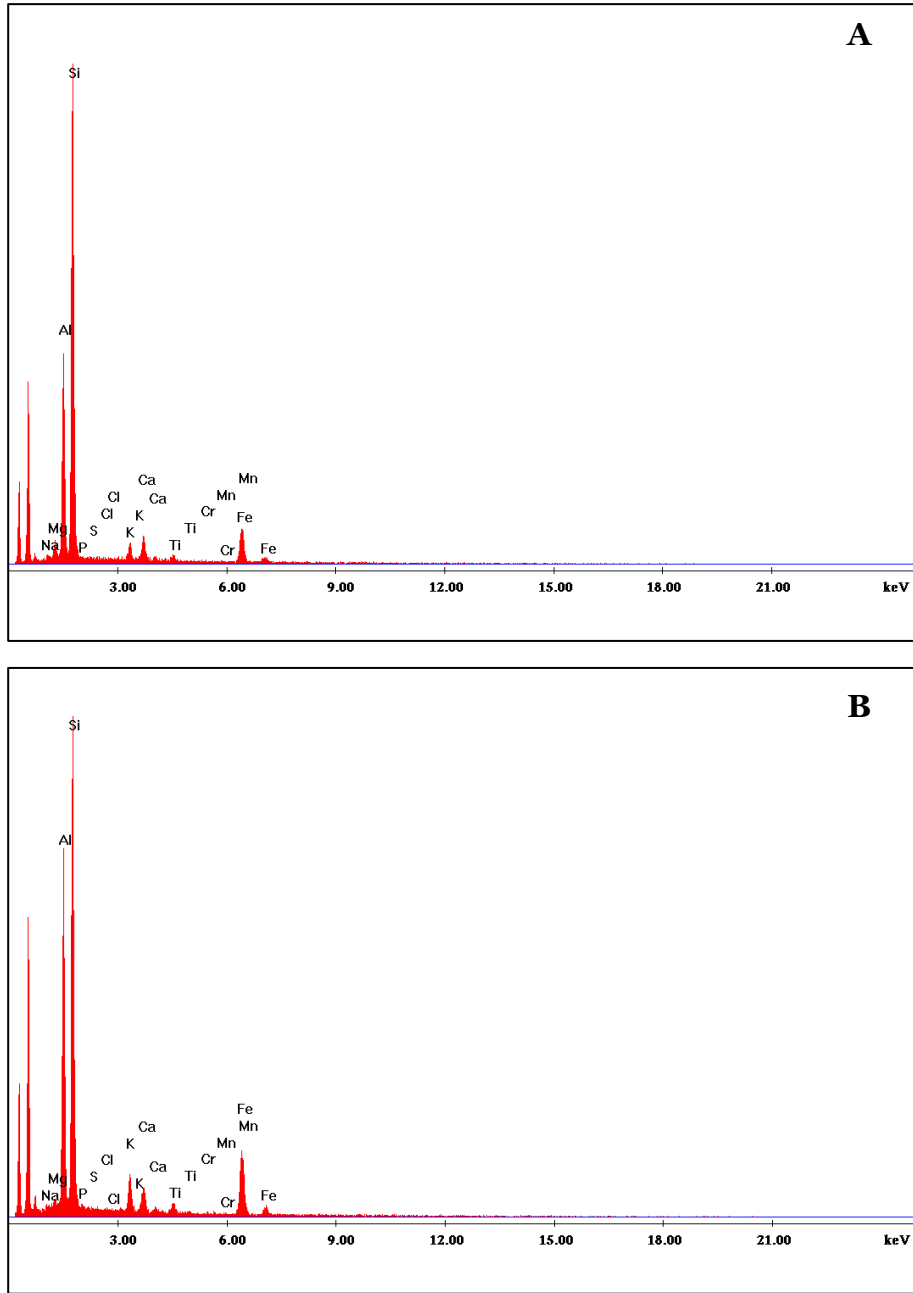 A
Si
Al
Ca
Mn
Cl
Ca
Mn
Cl
K
Cr
Fe
Mg
S
K
Ti
Na
P
Ti
Cr
Fe
3.00 6.00 9.00 12.00 15.00 18.00 21.00 keV
B
Si
Al
Fe
Ca
Mn
K
Mn
Cl
Cr
Ca
Mg
S
K
Ti
Na
P
Cl
Ti
Cr
Fe
3.00 6.00 9.00 12.00 15.00 18.00 21.00 keV